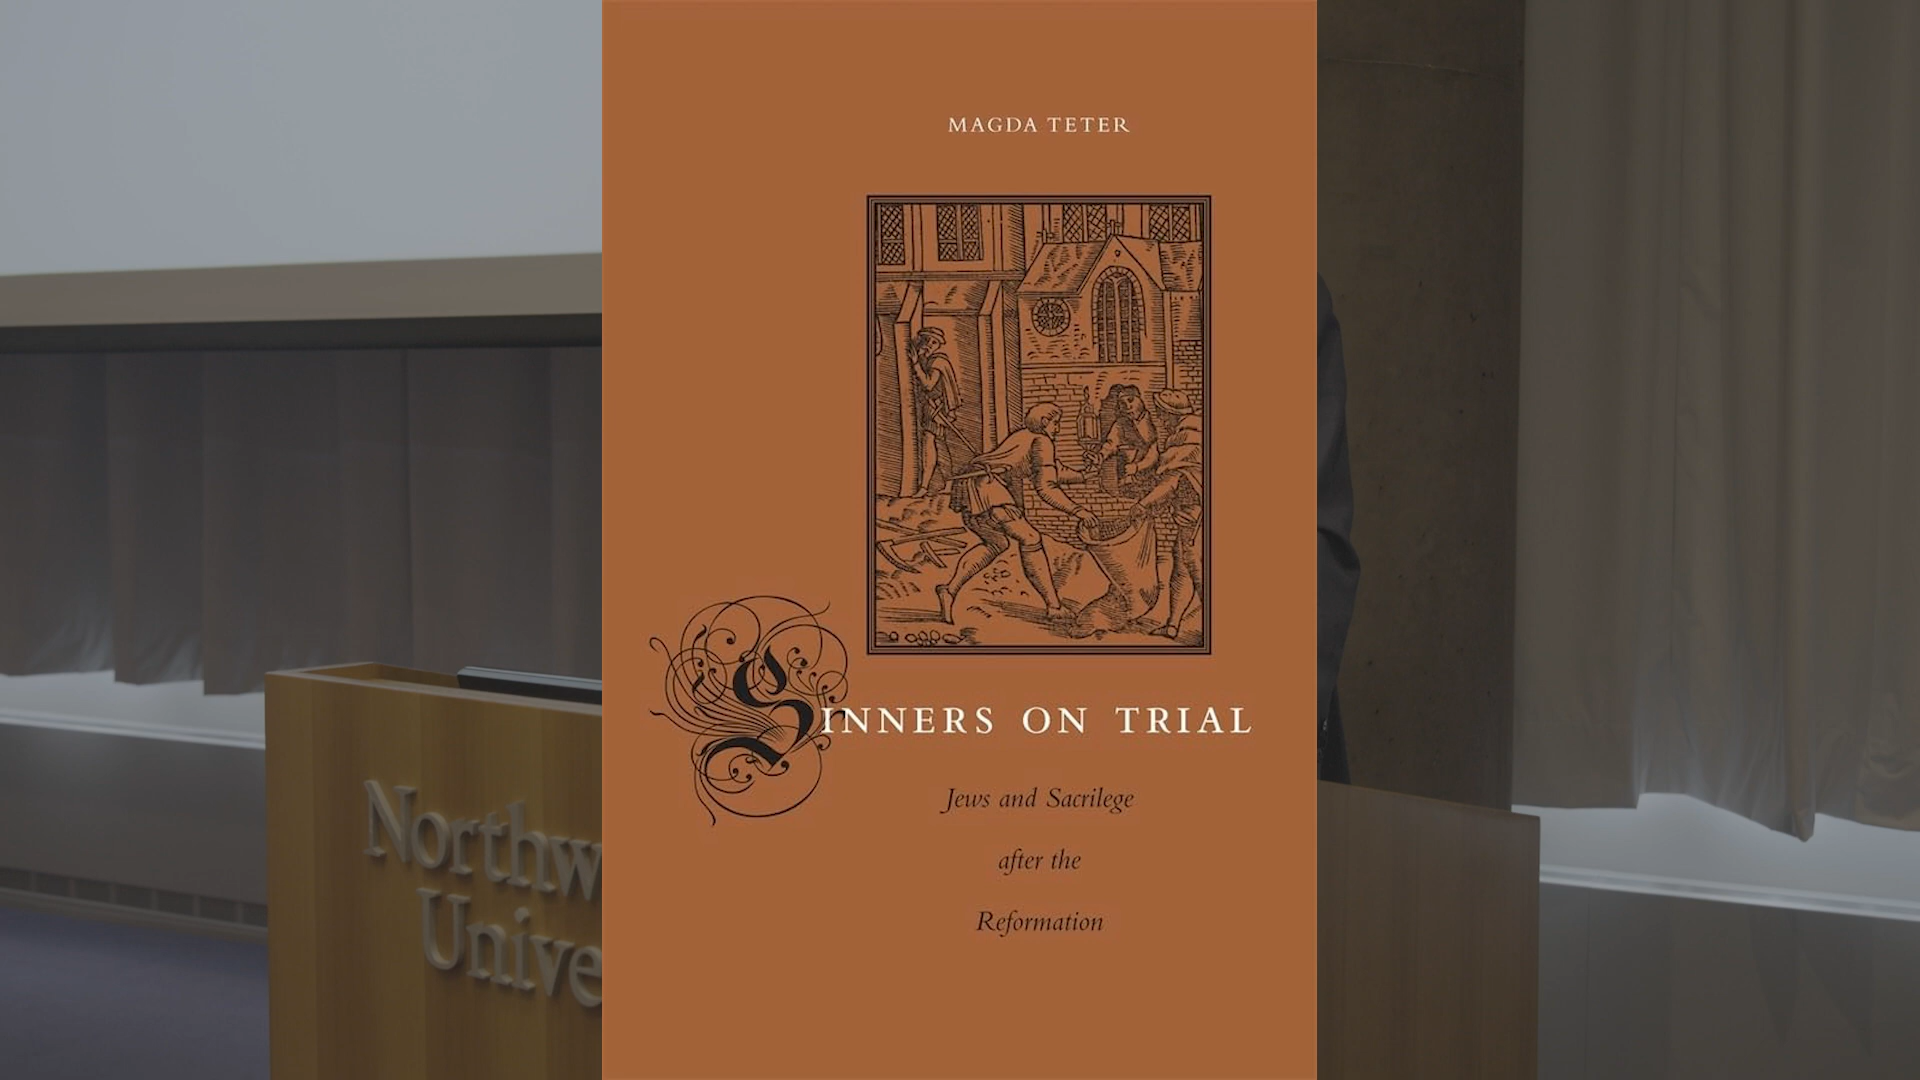 MAGDA TETER
SINNERS ON TRIAL
Jews and Sacrilege
after the
Reformation
Northw
Unive